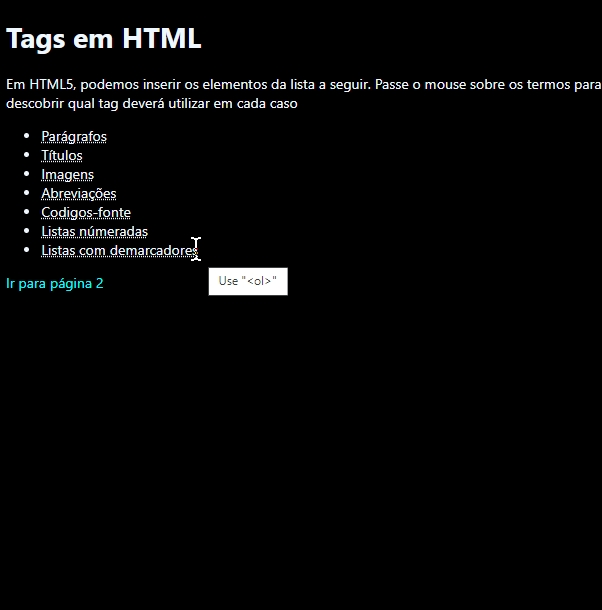 Tags em HTML
Em HTML5, podemos inserir os elementos da lista a seguir. Passe o mouse sobre os termos para
descobrir qual tag deverá utilizar em cada caso
Parágrafos
Títulos
Imagens
Abreviações
Codigos-fonte
Listas númeradas
Listas com demarcadores
Use "<ol>"
Ir para página 2